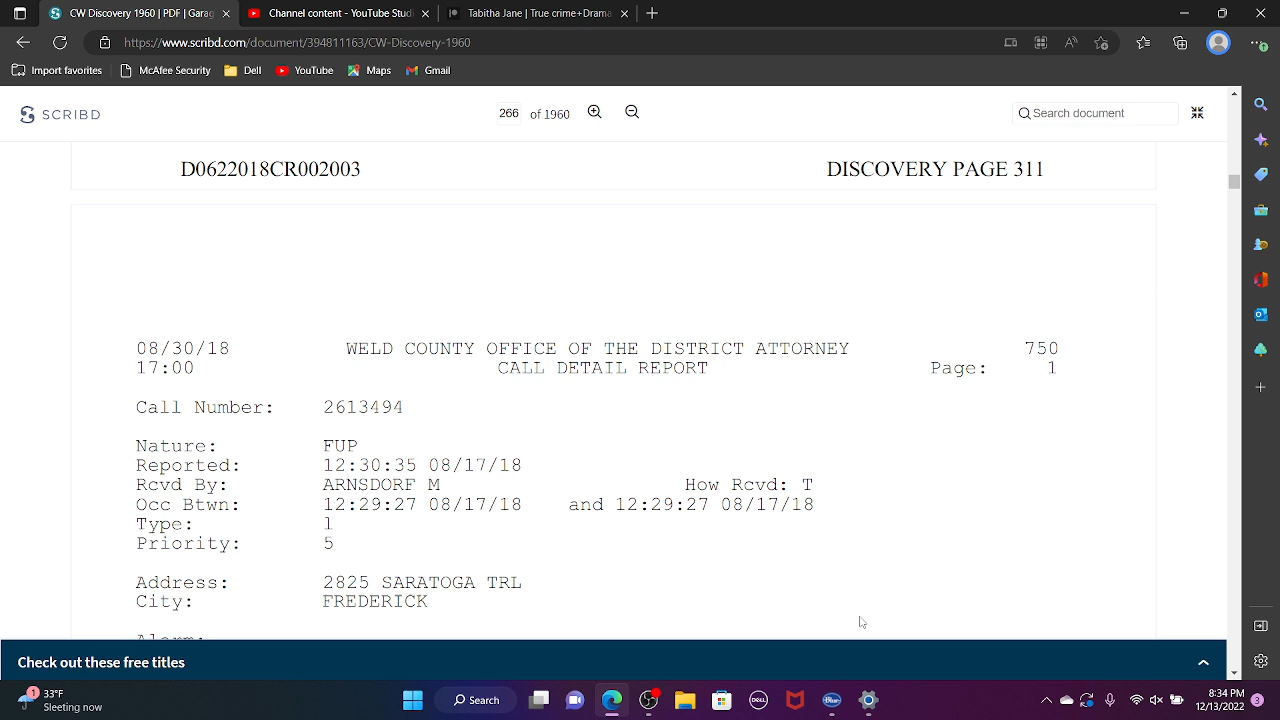 CW Discovery 1960 | PDF | Garag
Channel content - YouTube Studi
Tabitha Jane | True crime+Drama
https://www.scribd.com/document/394811163/CW-Discovery-1960
Import favorites
McAfee Security
Dell
YouTube
Maps
Gmail
SCRIBD
266 of 1960
Search document
D0622018CR002003 DISCOVERY PAGE 311
08/30/18 WELD COUNTY OFFICE OF THE DISTRICT ATTORNEY 750
17:00 CALL DETAIL REPORT Page: 1
Call Number: 2613494
Nature: FUP
Reported: 12:30:35 08/17/18
Rcvd By: ARNSDORF M How Rcvd: T
Occ Btwn: 12:29:27 08/17/18 and 12:29:27 08/17/18
Type: l
Priority: 5
Address: 2825 SARATOGA TRL
City: FREDERICK
Alarm:
Check out these free titles
1
33°F
Sleeting now
Search
DELL
Blue
8:34 PM
12/13/2022
3